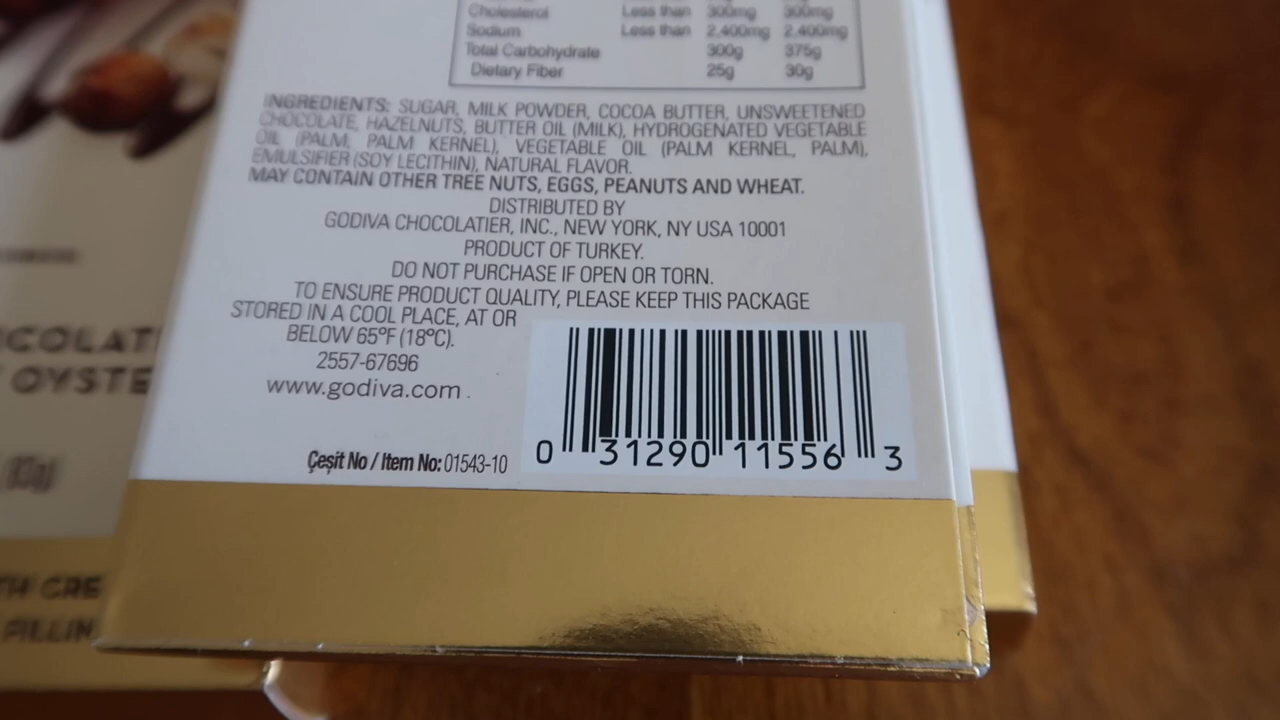 Cholesterol Less than 300mg 300mg
Sodium Less than 2,400mg 2,400mg
Total Carbohydrate 300g 375g
Dietary Fiber 25g 30g
INGREDIENTS: SUGAR, MILK POWDER, COCOA BUTTER, UNSWEETENED
CHOCOLATE, HAZELNUTS, BUTTER OIL (MILK), HYDROGENATED VEGETABLE
OIL (PALM, PALM KERNEL), VEGETABLE OIL (PALM KERNEL, PALM),
EMULSIFIER (SOY LECITHIN), NATURAL FLAVOR.
MAY CONTAIN OTHER TREE NUTS, EGGS, PEANUTS AND WHEAT.
DISTRIBUTED BY
GODIVA CHOCOLATIER, INC., NEW YORK, NY USA 10001
PRODUCT OF TURKEY.
DO NOT PURCHASE IF OPEN OR TORN.
TO ENSURE PRODUCT QUALITY, PLEASE KEEP THIS PACKAGE
STORED IN A COOL PLACE, AT OR
BELOW 65ºF (18ºC).
2557-67696
www.godiva.com.
Çeşit No / Item No: 01543-10
0 31290 11556 3
COLAT
OYSTE
TH CRE
FILLIN